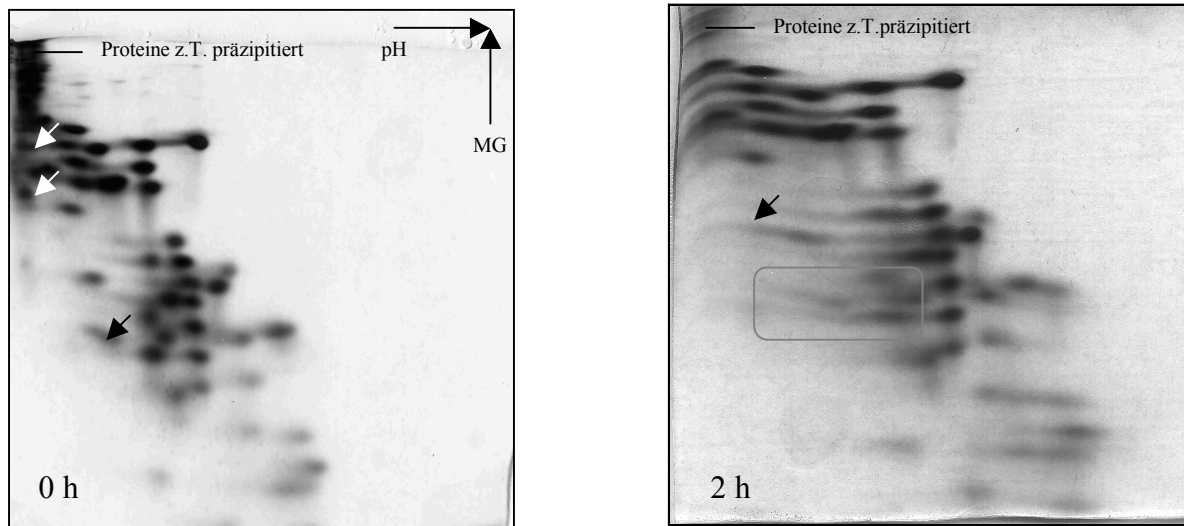 Proteine z.T. präzipitiert
pH
MG
0 h
Proteine z.T.präzipitiert
2 h